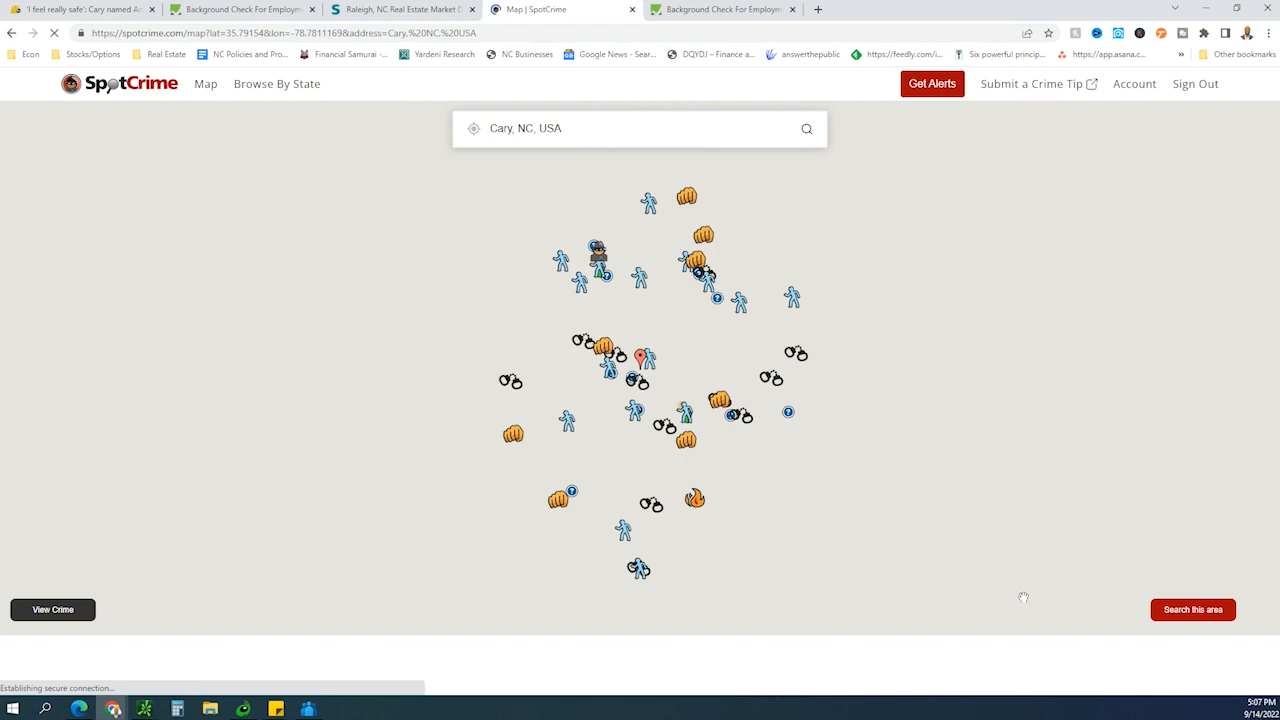 'I feel really safe': Cary named Am
Background Check For Employm
Raleigh, NC Real Estate Market D
Map | SpotCrime
Background Check For Employm
https://spotcrime.com/map?lat=35.79154&lon=-78.7811169&address=Cary,%20NC,%20USA
Econ
Stocks/Options
Real Estate
NC Policies and Pro...
Financial Samurai –...
Yardeni Research
NC Businesses
Google News - Sear...
DQYDJ – Finance a...
answerthepublic
https://feedly.com/i...
Six powerful princip...
https://app.asana.c...
»
Other bookmarks
SpotCrime
Map
Browse By State
Get Alerts
Submit a Crime Tip
Account
Sign Out
Cary, NC, USA
View Crime
Search this area
Establishing secure connection...
5:07 PM
9/14/2022